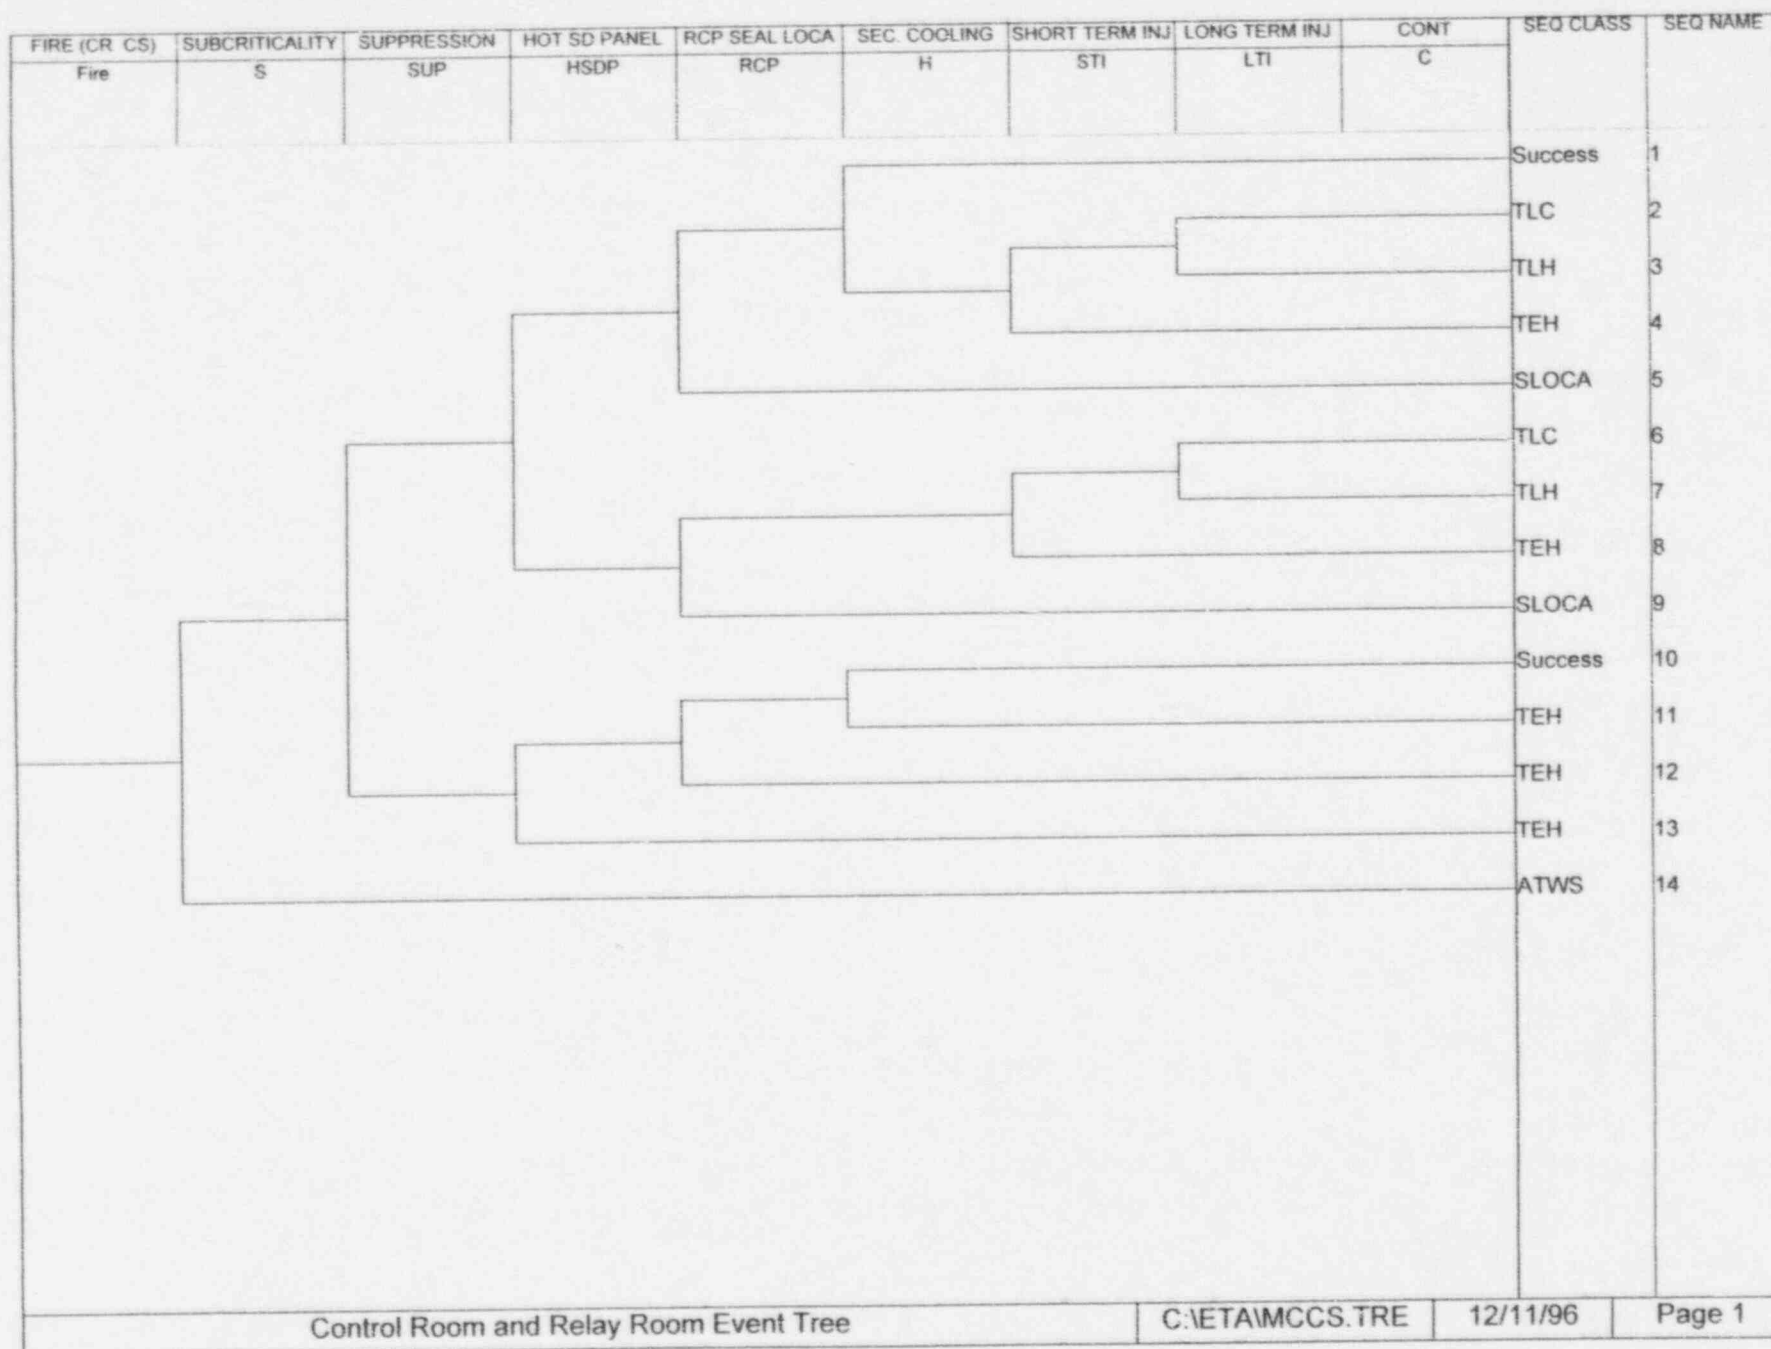 FIRE (CR CS) SUBCRITICALITY SUPPRESSION HOT SD PANEL RCP SEAL LOCA SEC. COOLING SHORT TERM INJ LONG TERM INJ CONT SEQ CLASS SEQ NAME
Fire S SUP HSDP RCP H STI LTI C
Success 1
TLC 2
TLH 3
TEH 4
SLOCA 5
TLC 6
TLH 7
TEH 8
SLOCA 9
Success 10
TEH 11
TEH 12
TEH 13
ATWS 14
Control Room and Relay Room Event Tree C:\ETA\MCCS.TRE 12/11/96 Page 1